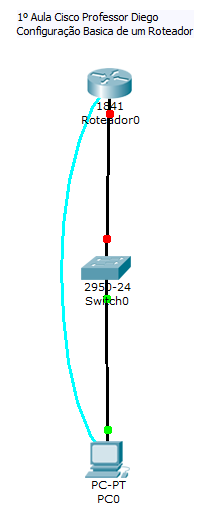 1º Aula Cisco Professor Diego
Configuração Basica de um Roteador
1841
Roteador0
2950-24
Switch0
PC-PT
PC0